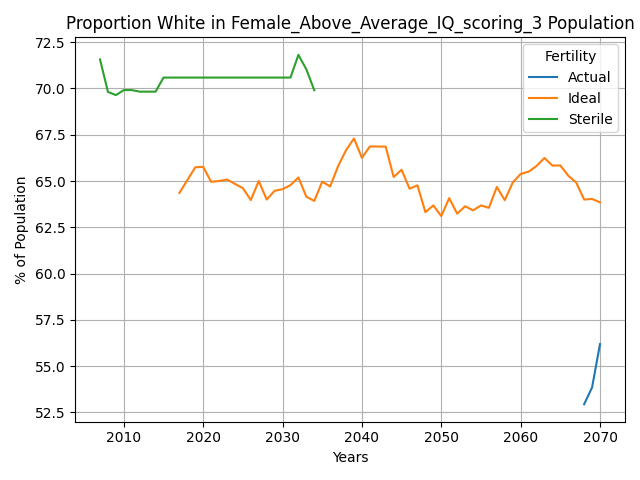 Proportion White in Female_Above_Average_IQ_scoring_3 Population
Fertility
Actual
Ideal
Sterile
% of Population
72.5
70.0
67.5
65.0
62.5
60.0
57.5
55.0
52.5
2010 2020 2030 2040 2050 2060 2070
Years